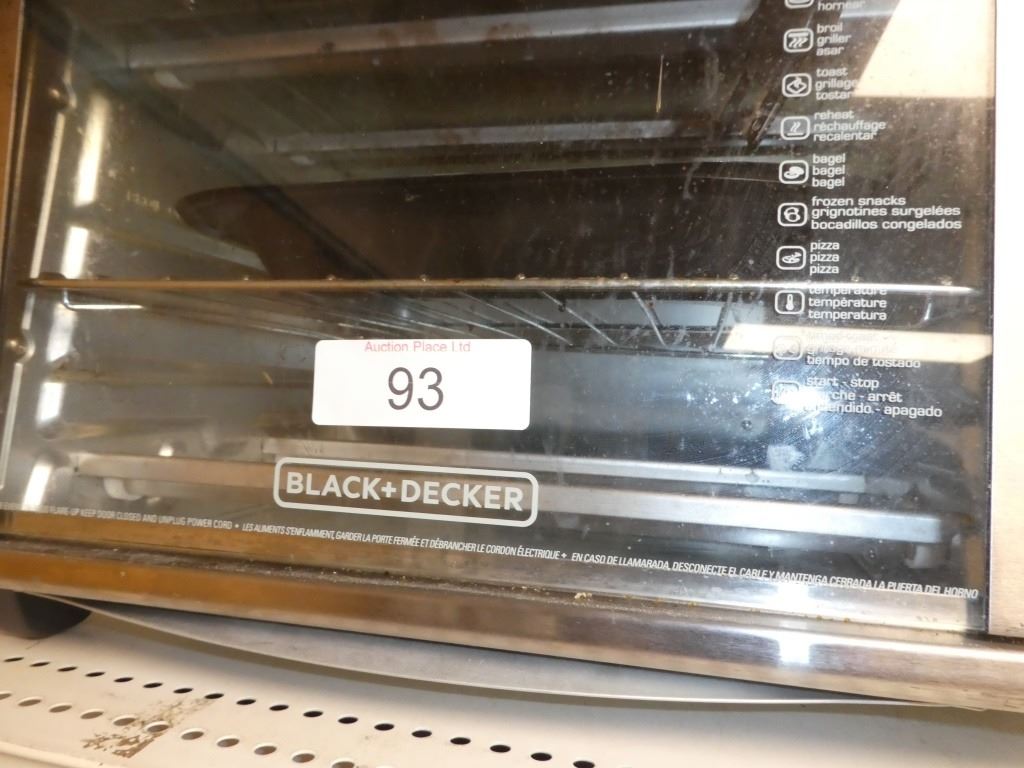 hornear
broil
griller
asar
toast
grillage
tostar
reheat
réchauffage
recalentar
bagel
bagel
bagel
frozen snacks
grignotines surgelées
bocadillos congelados
pizza
pizza
pizza
temperature
température
temperatura
tiempo de tostado
start - stop
- arrêt
- apagado
Auction Place Ltd
93
BLACK+DECKER
FLARE-UP KEEP DOOR CLOSED AND UNPLUG POWER CORD • LES ALIMENTS S'ENFLAMMENT, GARDER LA PORTE FERMÉE ET DÉBRANCHER LE CORDON ÉLECTRIQUE • EN CASO DE LLAMARADA, DESCONECTE EL CABLE Y MANTENGA CERRADA LA PUERTA DEL HORNO